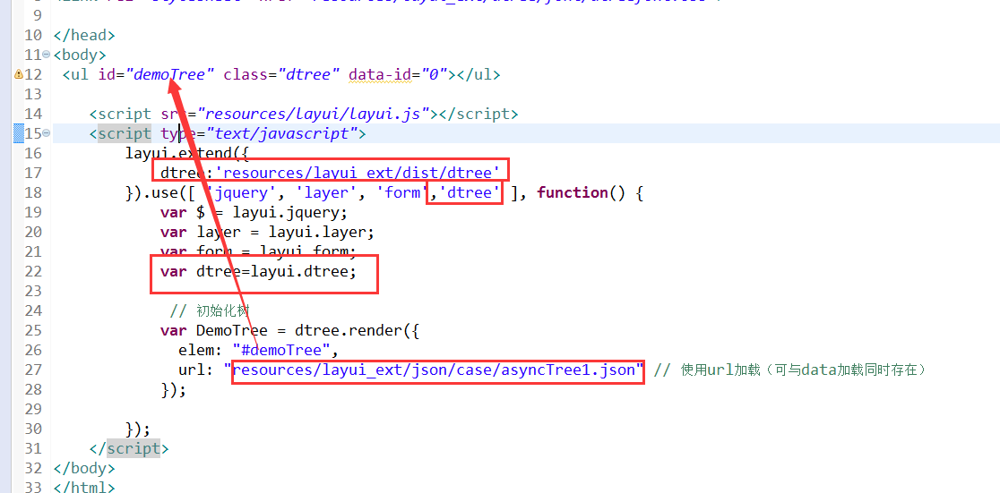 9
10 </head>
11 <body>
12 <ul id="demoTree" class="dtree" data-id="0"></ul>
13
14 <script src="resources/layui/layui.js"></script>
15 <script type="text/javascript">
16 layui.extend({
17 dtree:'resources/layui_ext/dist/dtree'
18 }).use([ 'jquery', 'layer', 'form','dtree' ], function() {
19 var $ = layui.jquery;
20 var layer = layui.layer;
21 var form = layui.form;
22 var dtree=layui.dtree;
23
24 // 初始化树
25 var DemoTree = dtree.render({
26 elem: "#demoTree",
27 url: "resources/layui_ext/json/case/asyncTree1.json" // 使用url加载（可与data加载同时存在）
28 });
29
30 });
31 </script>
32 </body>
33 </html>